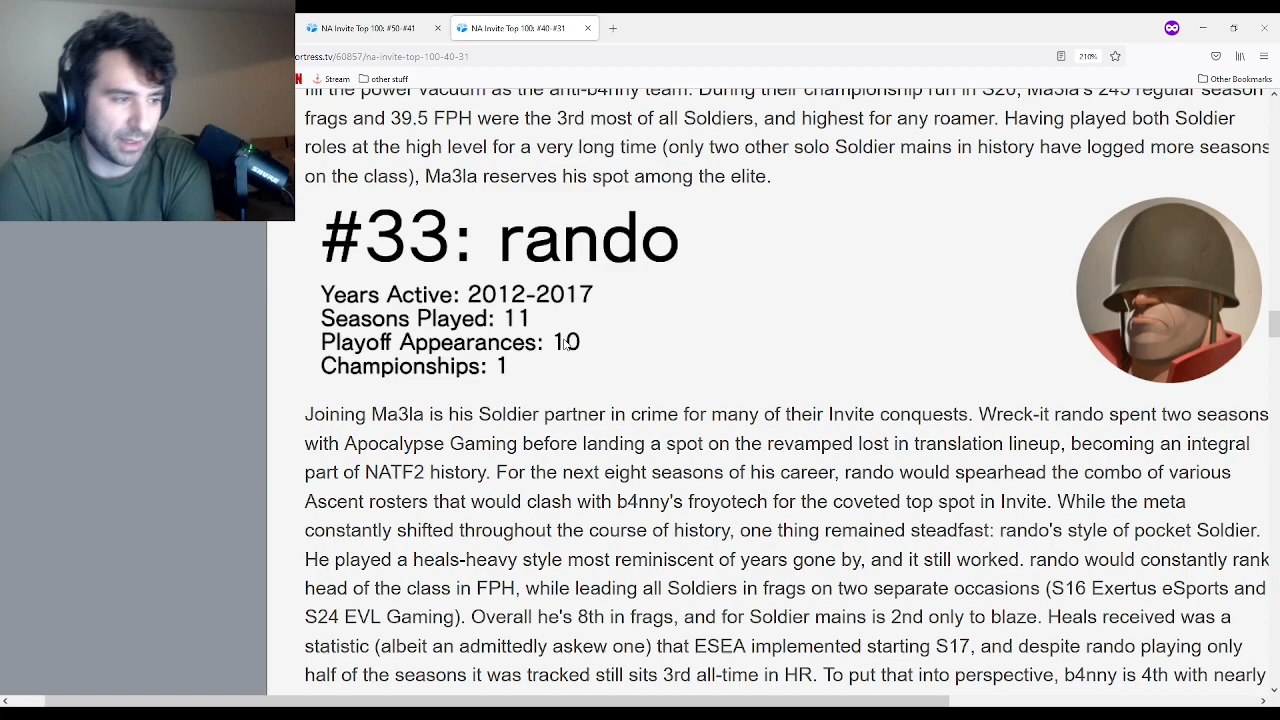 NA Invite Top 100: #50-#41
NA Invite Top 100: #40-#31
ortress.tv/60857/na-invite-top-100-40-31
210%
N Stream other stuff Other Bookmarks
fill the power vacuum as the anti-b4nny team. During their championship run in S20, Ma3la's 245 regular season
frags and 39.5 FPH were the 3rd most of all Soldiers, and highest for any roamer. Having played both Soldier
roles at the high level for a very long time (only two other solo Soldier mains in history have logged more seasons
on the class), Ma3la reserves his spot among the elite.
#33: rando
Years Active: 2012-2017
Seasons Played: 11
Playoff Appearances: 10
Championships: 1
Joining Ma3la is his Soldier partner in crime for many of their Invite conquests. Wreck-it rando spent two seasons
with Apocalypse Gaming before landing a spot on the revamped lost in translation lineup, becoming an integral
part of NATF2 history. For the next eight seasons of his career, rando would spearhead the combo of various
Ascent rosters that would clash with b4nny's froyotech for the coveted top spot in Invite. While the meta
constantly shifted throughout the course of history, one thing remained steadfast: rando's style of pocket Soldier.
He played a heals-heavy style most reminiscent of years gone by, and it still worked. rando would constantly rank
head of the class in FPH, while leading all Soldiers in frags on two separate occasions (S16 Exertus eSports and
S24 EVL Gaming). Overall he's 8th in frags, and for Soldier mains is 2nd only to blaze. Heals received was a
statistic (albeit an admittedly askew one) that ESEA implemented starting S17, and despite rando playing only
half of the seasons it was tracked still sits 3rd all-time in HR. To put that into perspective, b4nny is 4th with nearly
SHURE